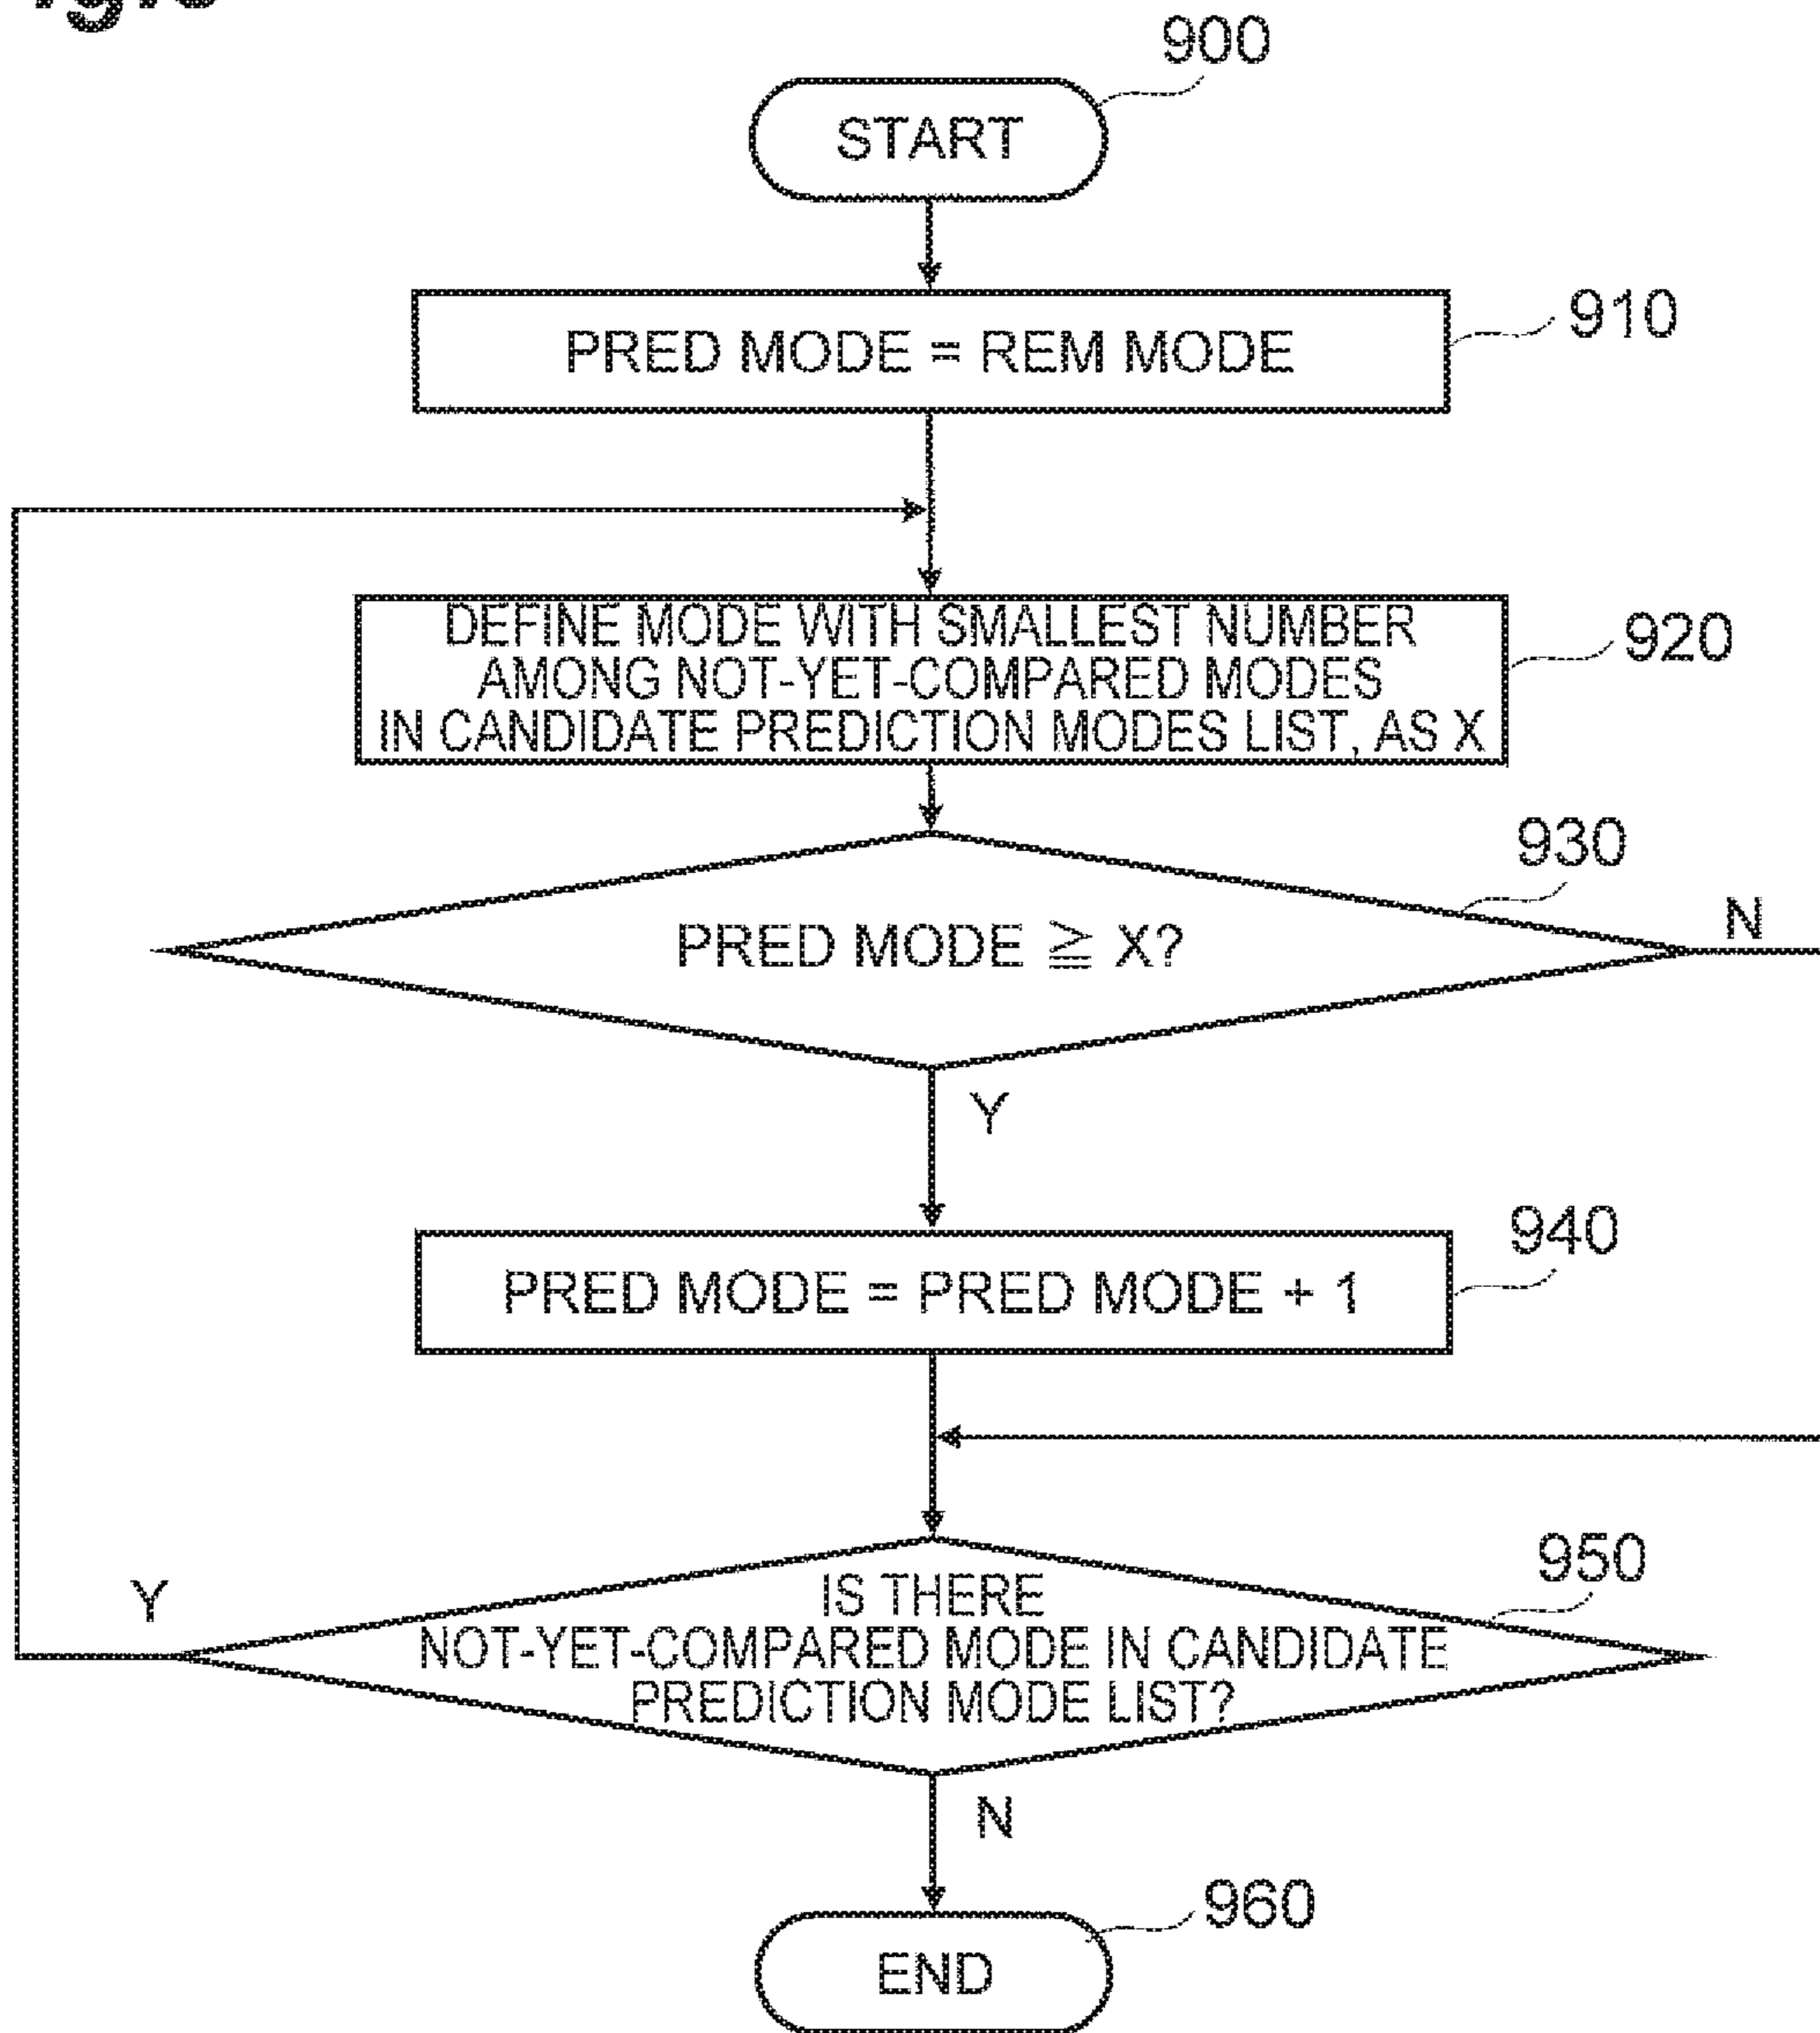 900
START
910
PRED MODE = REM MODE
DEFINE MODE WITH SMALLEST NUMBER
AMONG NOT-YET-COMPARED MODES
IN CANDIDATE PREDICTION MODES LIST, AS X
920
930
PRED MODE ≧ X?
N
Y
940
PRED MODE = PRED MODE + 1
950
Y
IS THERE
NOT-YET-COMPARED MODE IN CANDIDATE
PREDICTION MODE LIST?
N
960
END